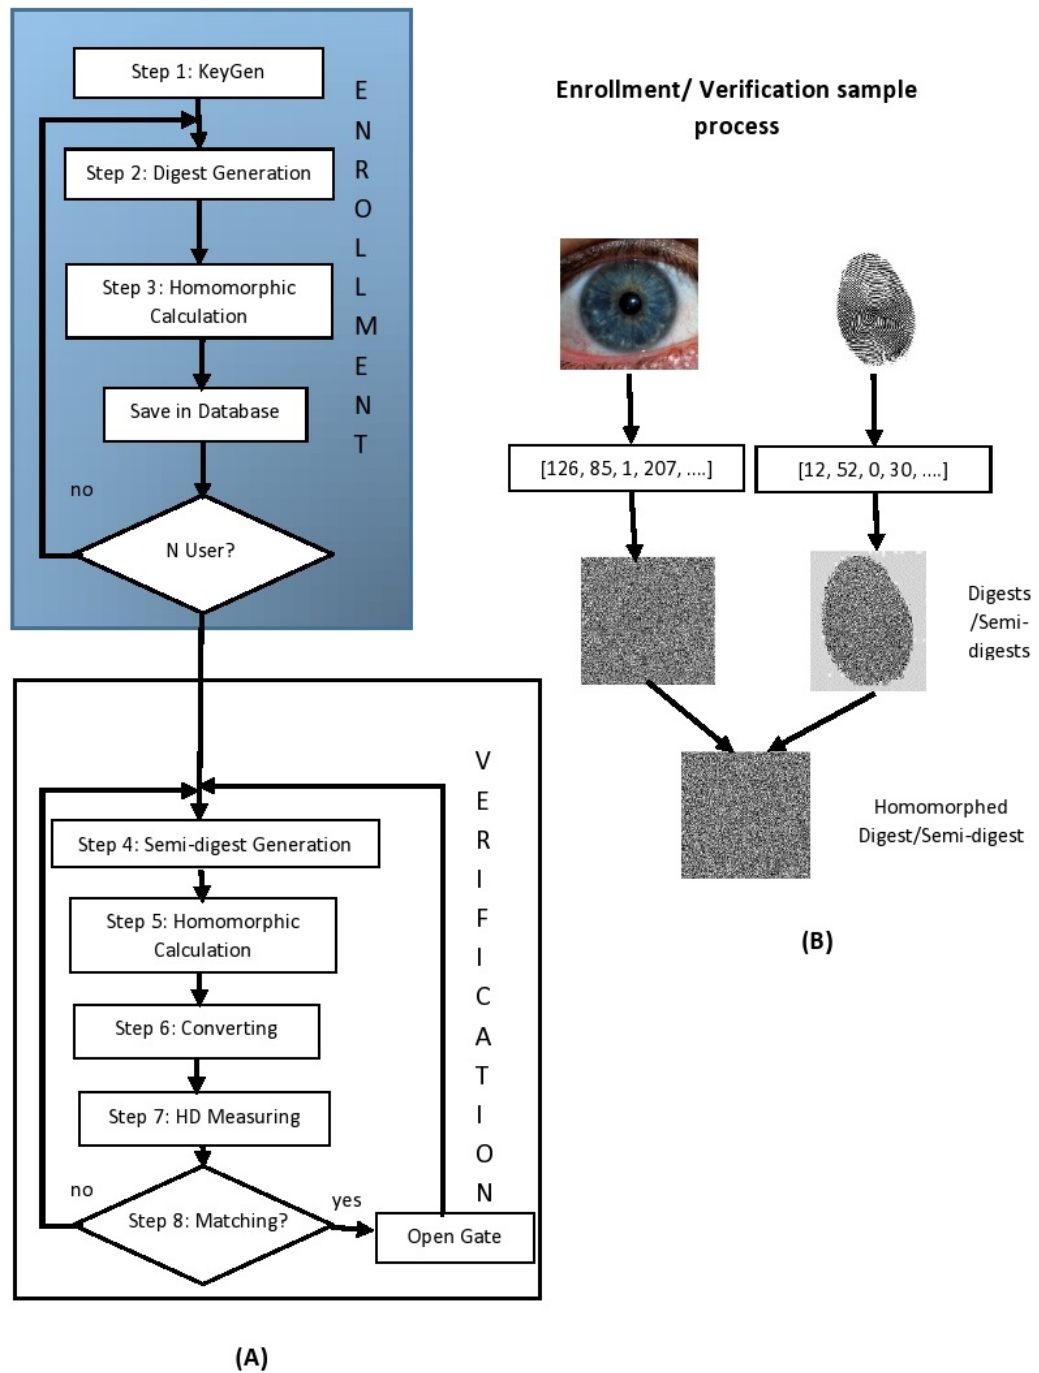 Step 1: KeyGen
Step 2: Digest Generation
Step 3: Homomorphic
Calculation
Save in Database
no
N User?
E
N
R
O
L
L
M
E
N
T
Step 4: Semi-digest Generation
Step 5: Homomorphic
Calculation
Step 6: Converting
Step 7: HD Measuring
no
Step 8: Matching?
yes
Open Gate
V
E
R
I
F
I
C
A
T
I
O
N
(A)
Enrollment/ Verification sample
process
[126, 85, 1, 207, ....]
[12, 52, 0, 30, ....]
Digests
/Semi-
digests
Homomorphed
Digest/Semi-digest
(B)